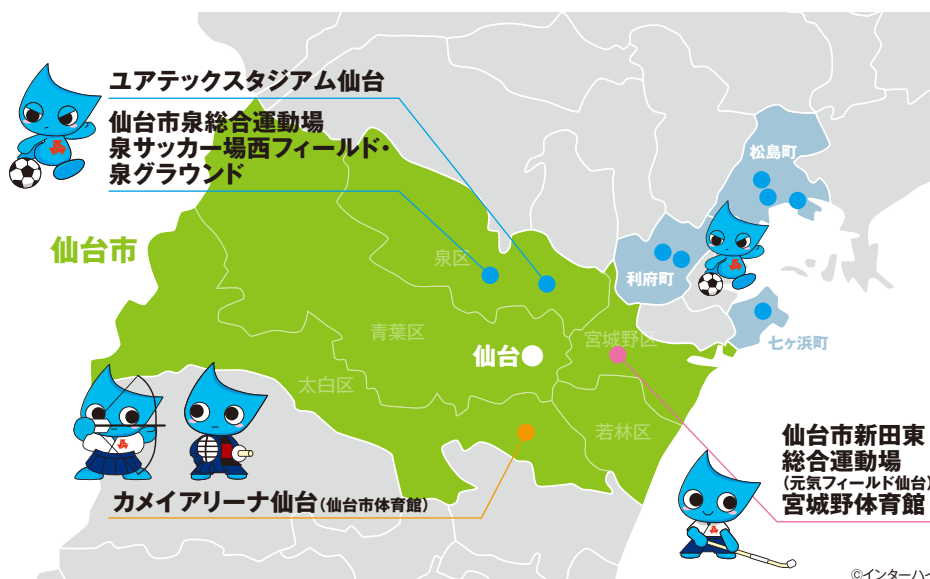 ユアテックスタジアム仙台
仙台市泉総合運動場
泉サッカー場西フィールド・
泉グラウンド
松島町
仙台市
泉区
利府町
青葉区
宮城野区
七ヶ浜町
仙台
太白区
若林区
カメイアリーナ仙台(仙台市体育館)
仙台市新田東
総合運動場
(元気フィールド仙台)
宮城野体育館
©インターハイ